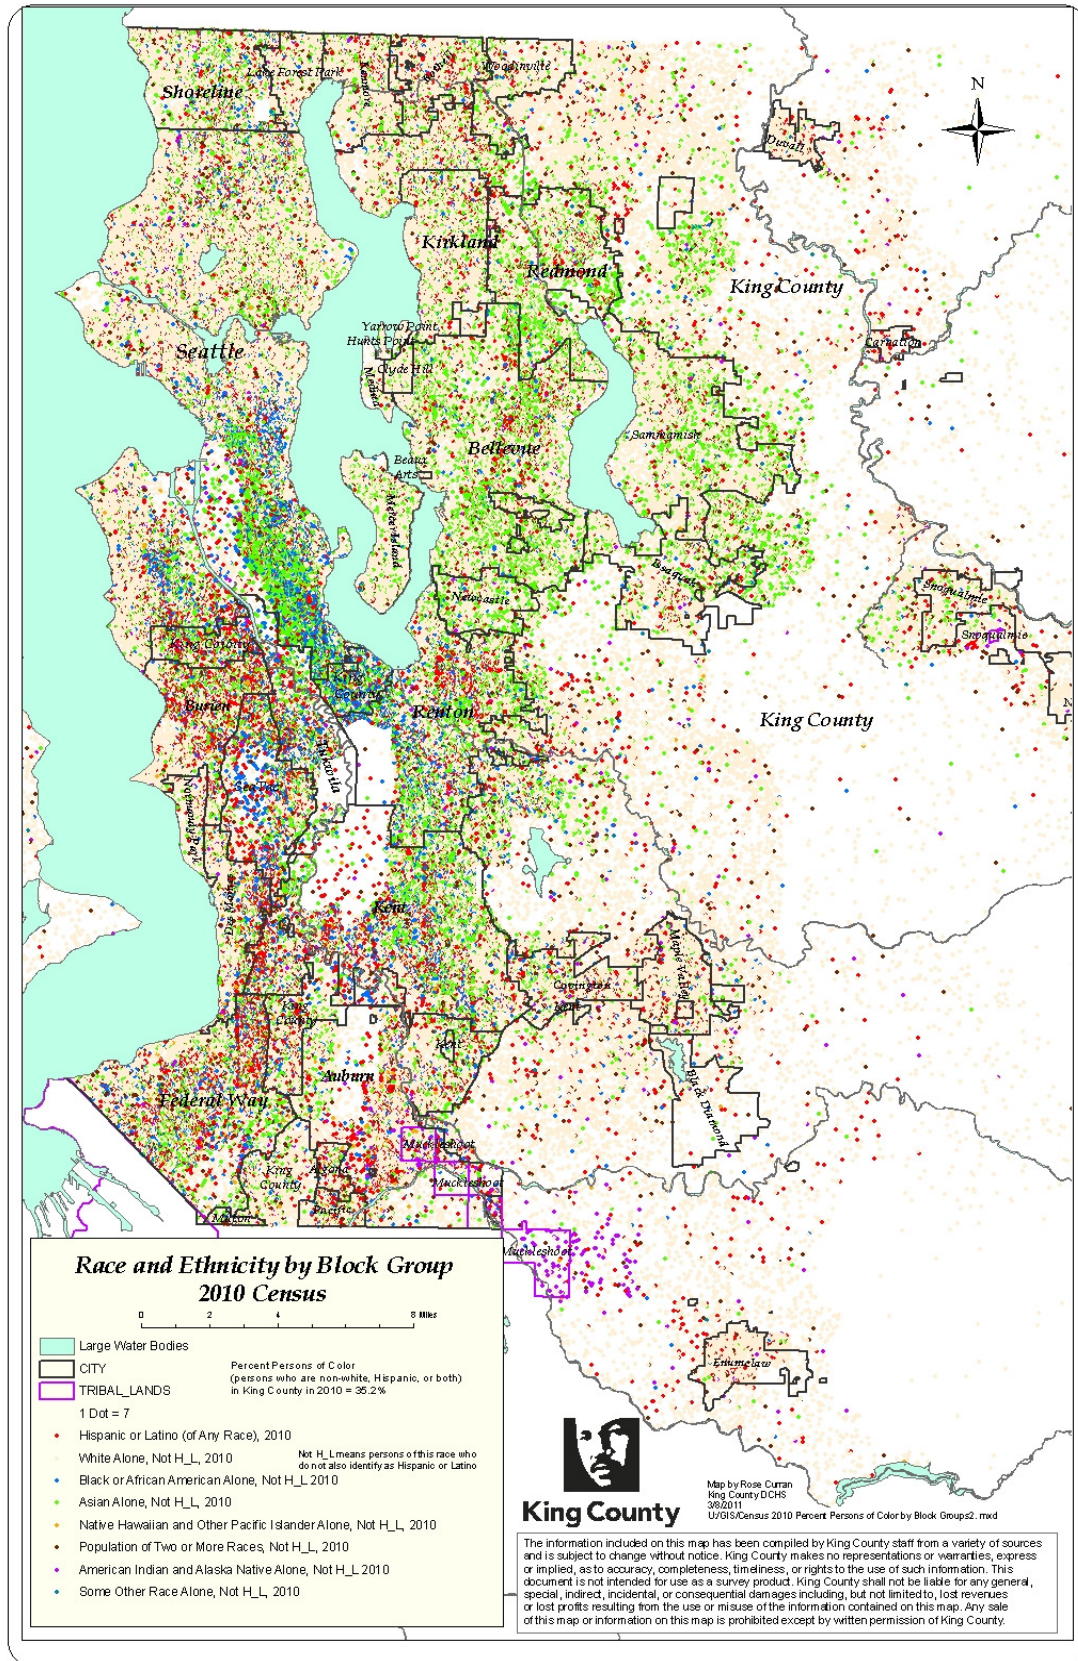 Lake Forest Park
Woodinville
Shoreline
Kenmore
N
Duvall
Kirkland
Redmond
King County
Yarrow Point
Hunts Point
Carnation
Seattle
Clyde Hill
Medina
Sammamish
Bellevue
Beaux
Arts
Mercer Island
Issaquah
Newcastle
Snoqualmie
Snoqualmie
King County
King
County
Burien
Renton
King County
N
Tukwila
SeaTac
Normandy Park
Kent
Des Moines
Maple Valley
Covington
Kent
King
County
Kent
Auburn
Black Diamond
Federal Way
Muckleshoot
King
County
Algona
Muckleshoot
Pacific
Milton
Muckleshoot
Enumclaw
Race and Ethnicity by Block Group
2010 Census
0 2 4 8 Miles
Large Water Bodies
CITY
TRIBAL_LANDS
Percent Persons of Color
(persons who are non-white, Hispanic, or both)
in King County in 2010 = 35.2%
1 Dot = 7
Hispanic or Latino (of Any Race), 2010
White Alone, Not H_L, 2010
Not H_L means persons of this race who
do not also identify as Hispanic or Latino
Black or African American Alone, Not H_L 2010
Asian Alone, Not H_L, 2010
Native Hawaiian and Other Pacific Islander Alone, Not H_L, 2010
Population of Two or More Races, Not H_L, 2010
American Indian and Alaska Native Alone, Not H_L 2010
Some Other Race Alone, Not H_L, 2010
King County
Map by Rose Curran
King County DCHS
3/8/2011
U:/GIS/Census 2010 Percent Persons of Color by Block Groups2. mxd
The information included on this map has been compiled by King County staff from a variety of sources
and is subject to change without notice. King County makes no representations or warranties, express
or implied, as to accuracy, completeness, timeliness, or rights to the use of such information. This
document is not intended for use as a survey product. King County shall not be liable for any general,
special, indirect, incidental, or consequential damages including, but not limited to, lost revenues
or lost profits resulting from the use or misuse of the information contained on this map. Any sale
of this map or information on this map is prohibited except by written permission of King County.